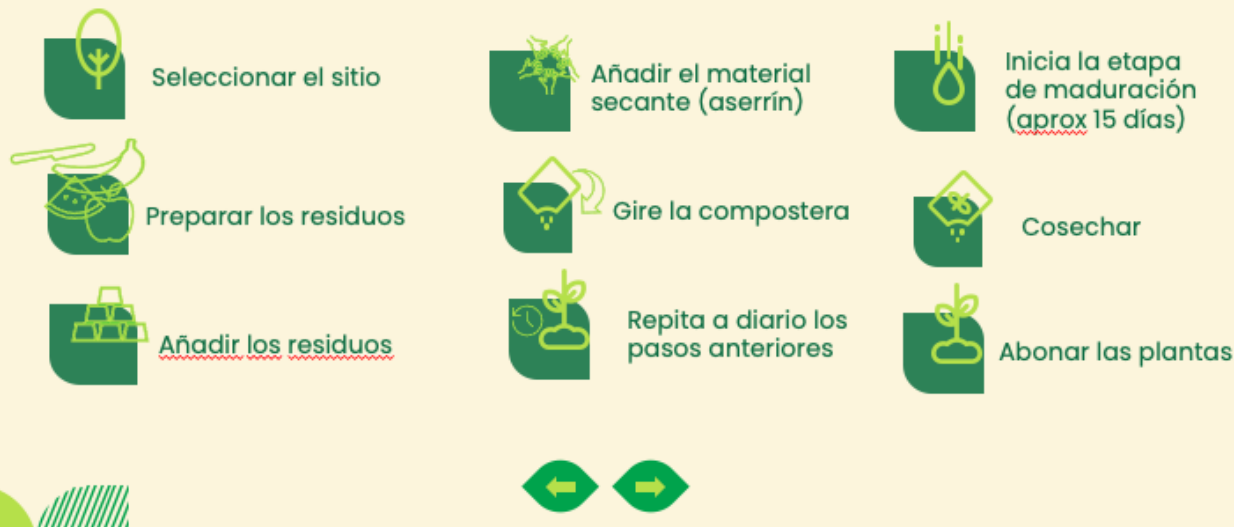 Seleccionar el sitio
Preparar los residuos
Añadir los residuos
Añadir el material
secante (aserrín)
Gire la compostera
Repita a diario los
pasos anteriores
Inicia la etapa
de maduración
(aprox 15 días)
Cosechar
Abonar las plantas